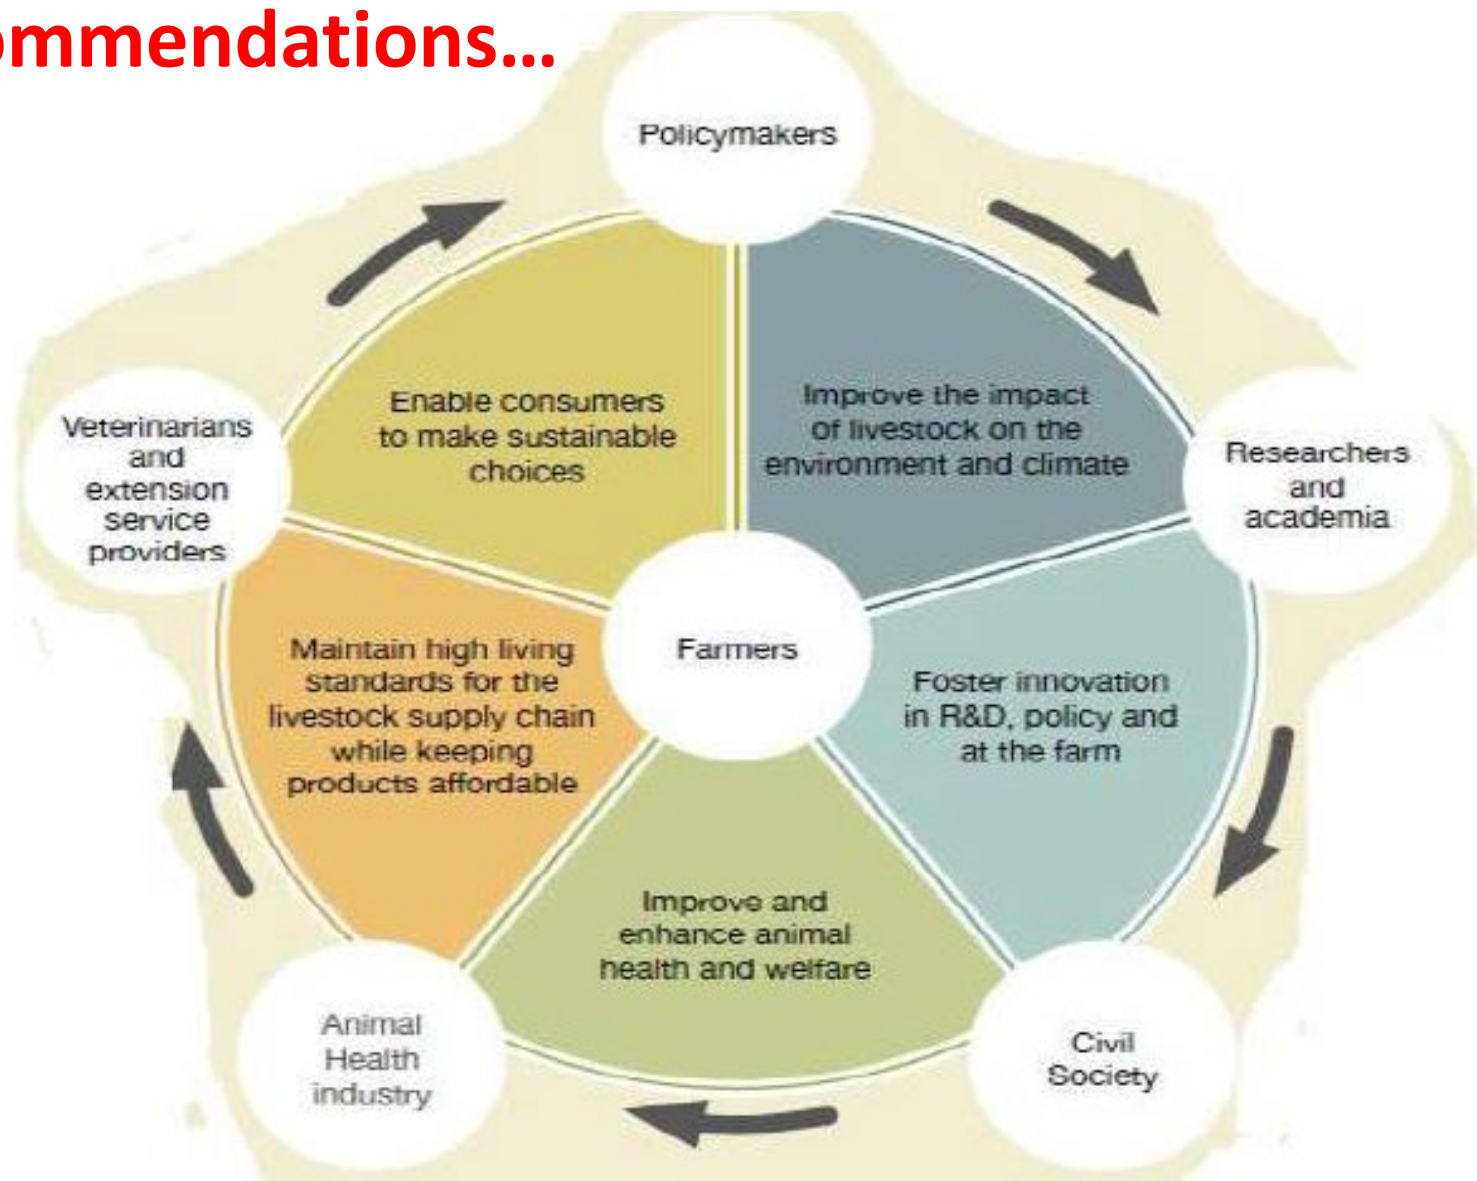 ommendations...
Policymakers
Enable consumers
to make sustainable
choices
Improve the impact
of livestock on the
environment and climate
Veterinarians
and
extension
service
providers
Researchers
and
academia
Maintain high living
standards for the
livestock supply chain
while keeping
products affordable
Farmers
Foster innovation
in R&D, policy and
at the farm
Improve and
enhance animal
health and welfare
Animal
Health
industry
Civil
Society